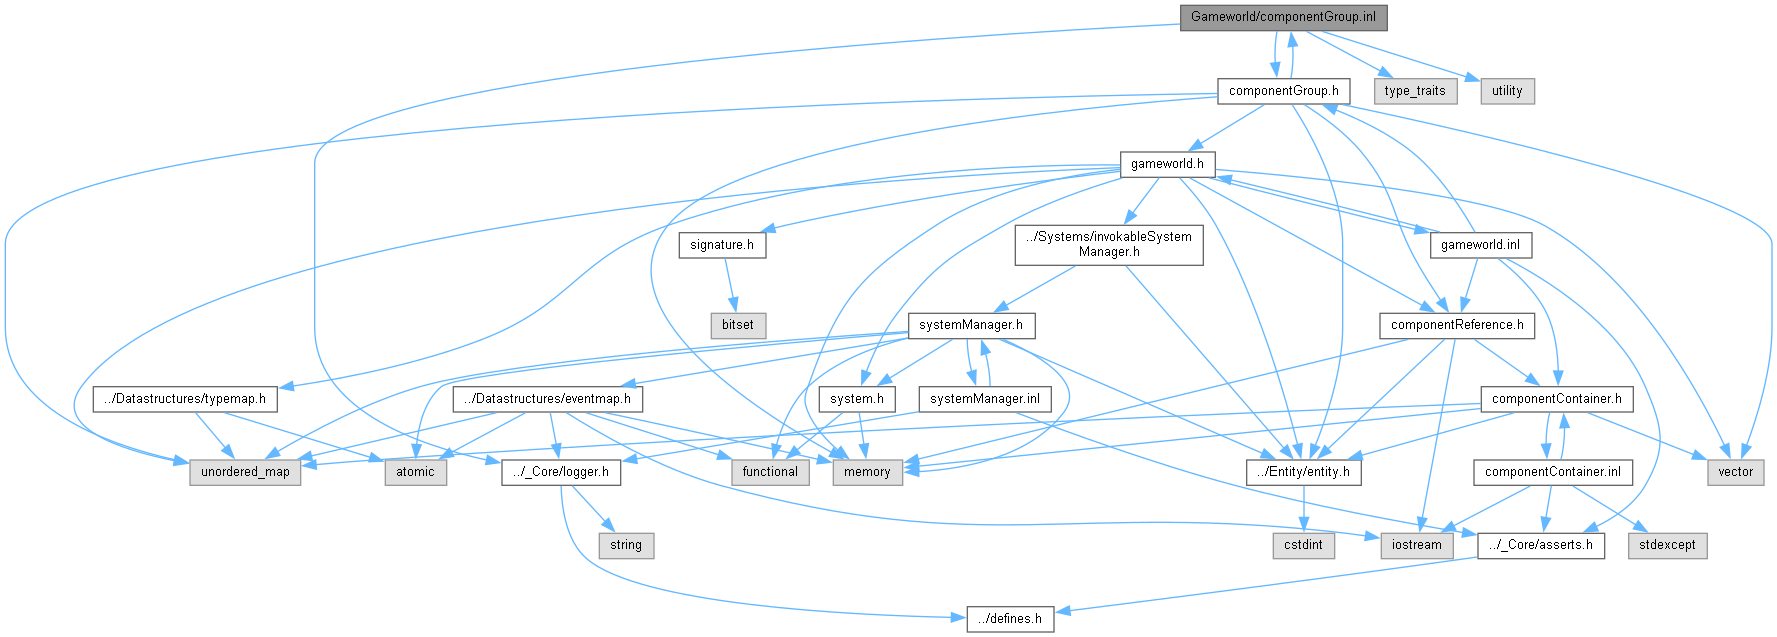 Gameworld/componentGroup.inl
componentGroup.h
type_traits
utility
gameworld.h
signature.h
../Systems/invokableSystem
Manager.h
gameworld.inl
bitset
systemManager.h
componentReference.h
../Datastructures/typemap.h
../Datastructures/eventmap.h
system.h
systemManager.inl
componentContainer.h
unordered_map
atomic
../_Core/logger.h
functional
memory
../Entity/entity.h
componentContainer.inl
vector
string
cstdint
iostream
../_Core/asserts.h
stdexcept
../defines.h